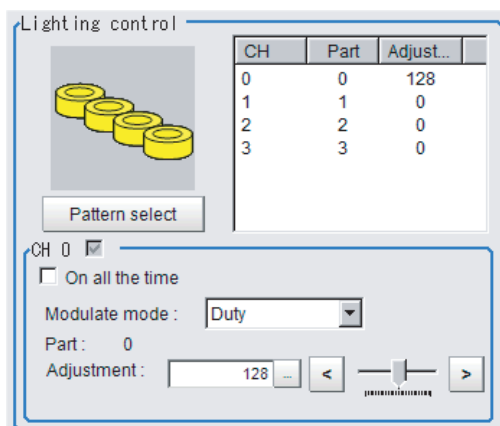 Lighting control
CH Part Adjust...
0 0 128
1 1 0
2 2 0
3 3 0
Pattern select
CH 0
On all the time
Modulate mode : Duty
Part : 0
Adjustment : 128 ... < >